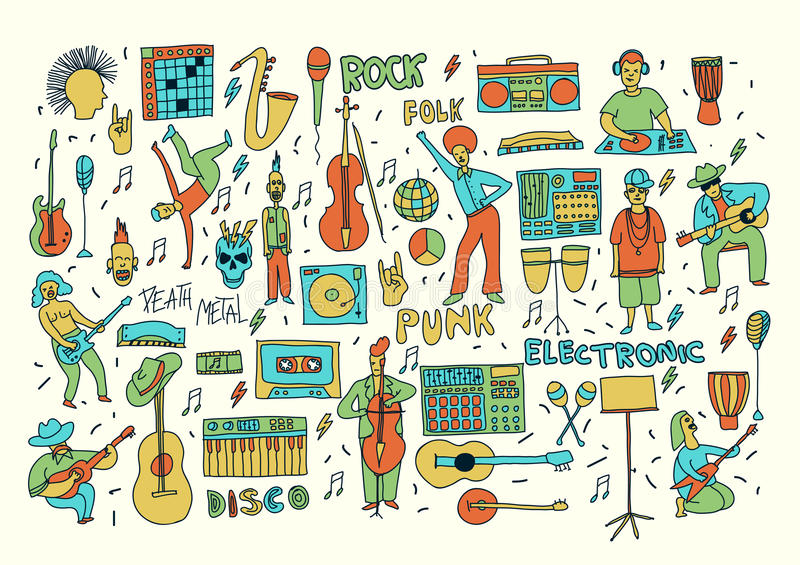 ROCK
FOLK
DEATH METAL
PUNK
ELECTRONIC
DISCO